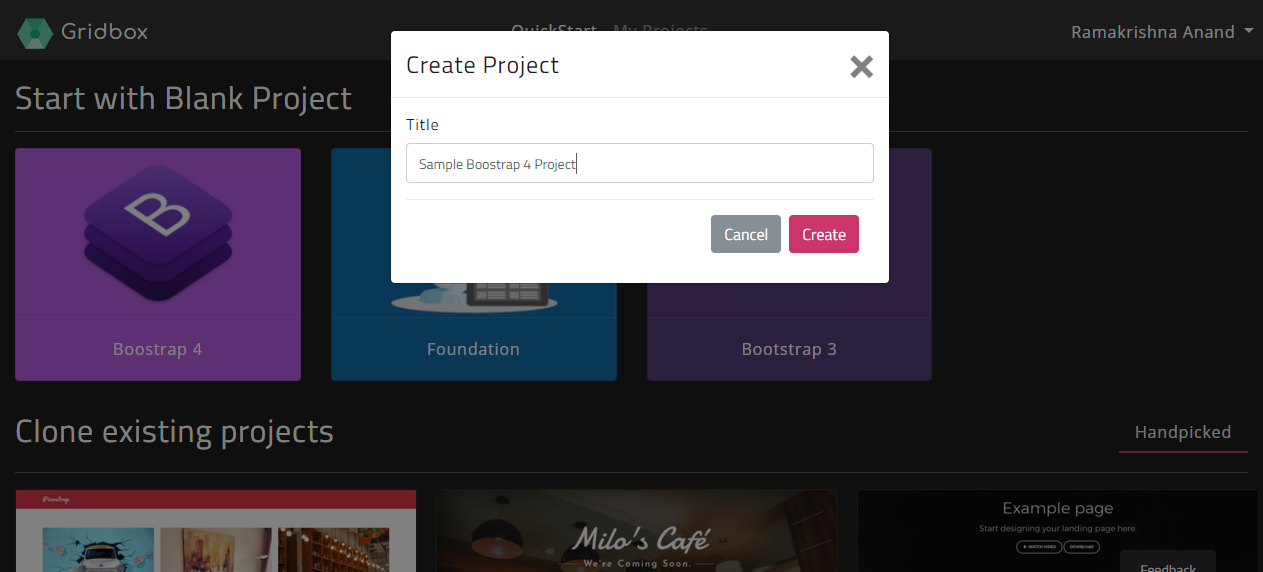 Gridbox
QuickStart My Projects
Ramakrishna Anand
Create Project
Title
Sample Boostrap 4 Project
Cancel Create
Start with Blank Project
B
Boostrap 4
Foundation
Bootstrap 3
Clone existing projects
Handpicked
Milo's Café
We're Coming Soon.
Example page
Start designing your landing page here.
WATCH VIDEO DOWNLOAD
Feedback